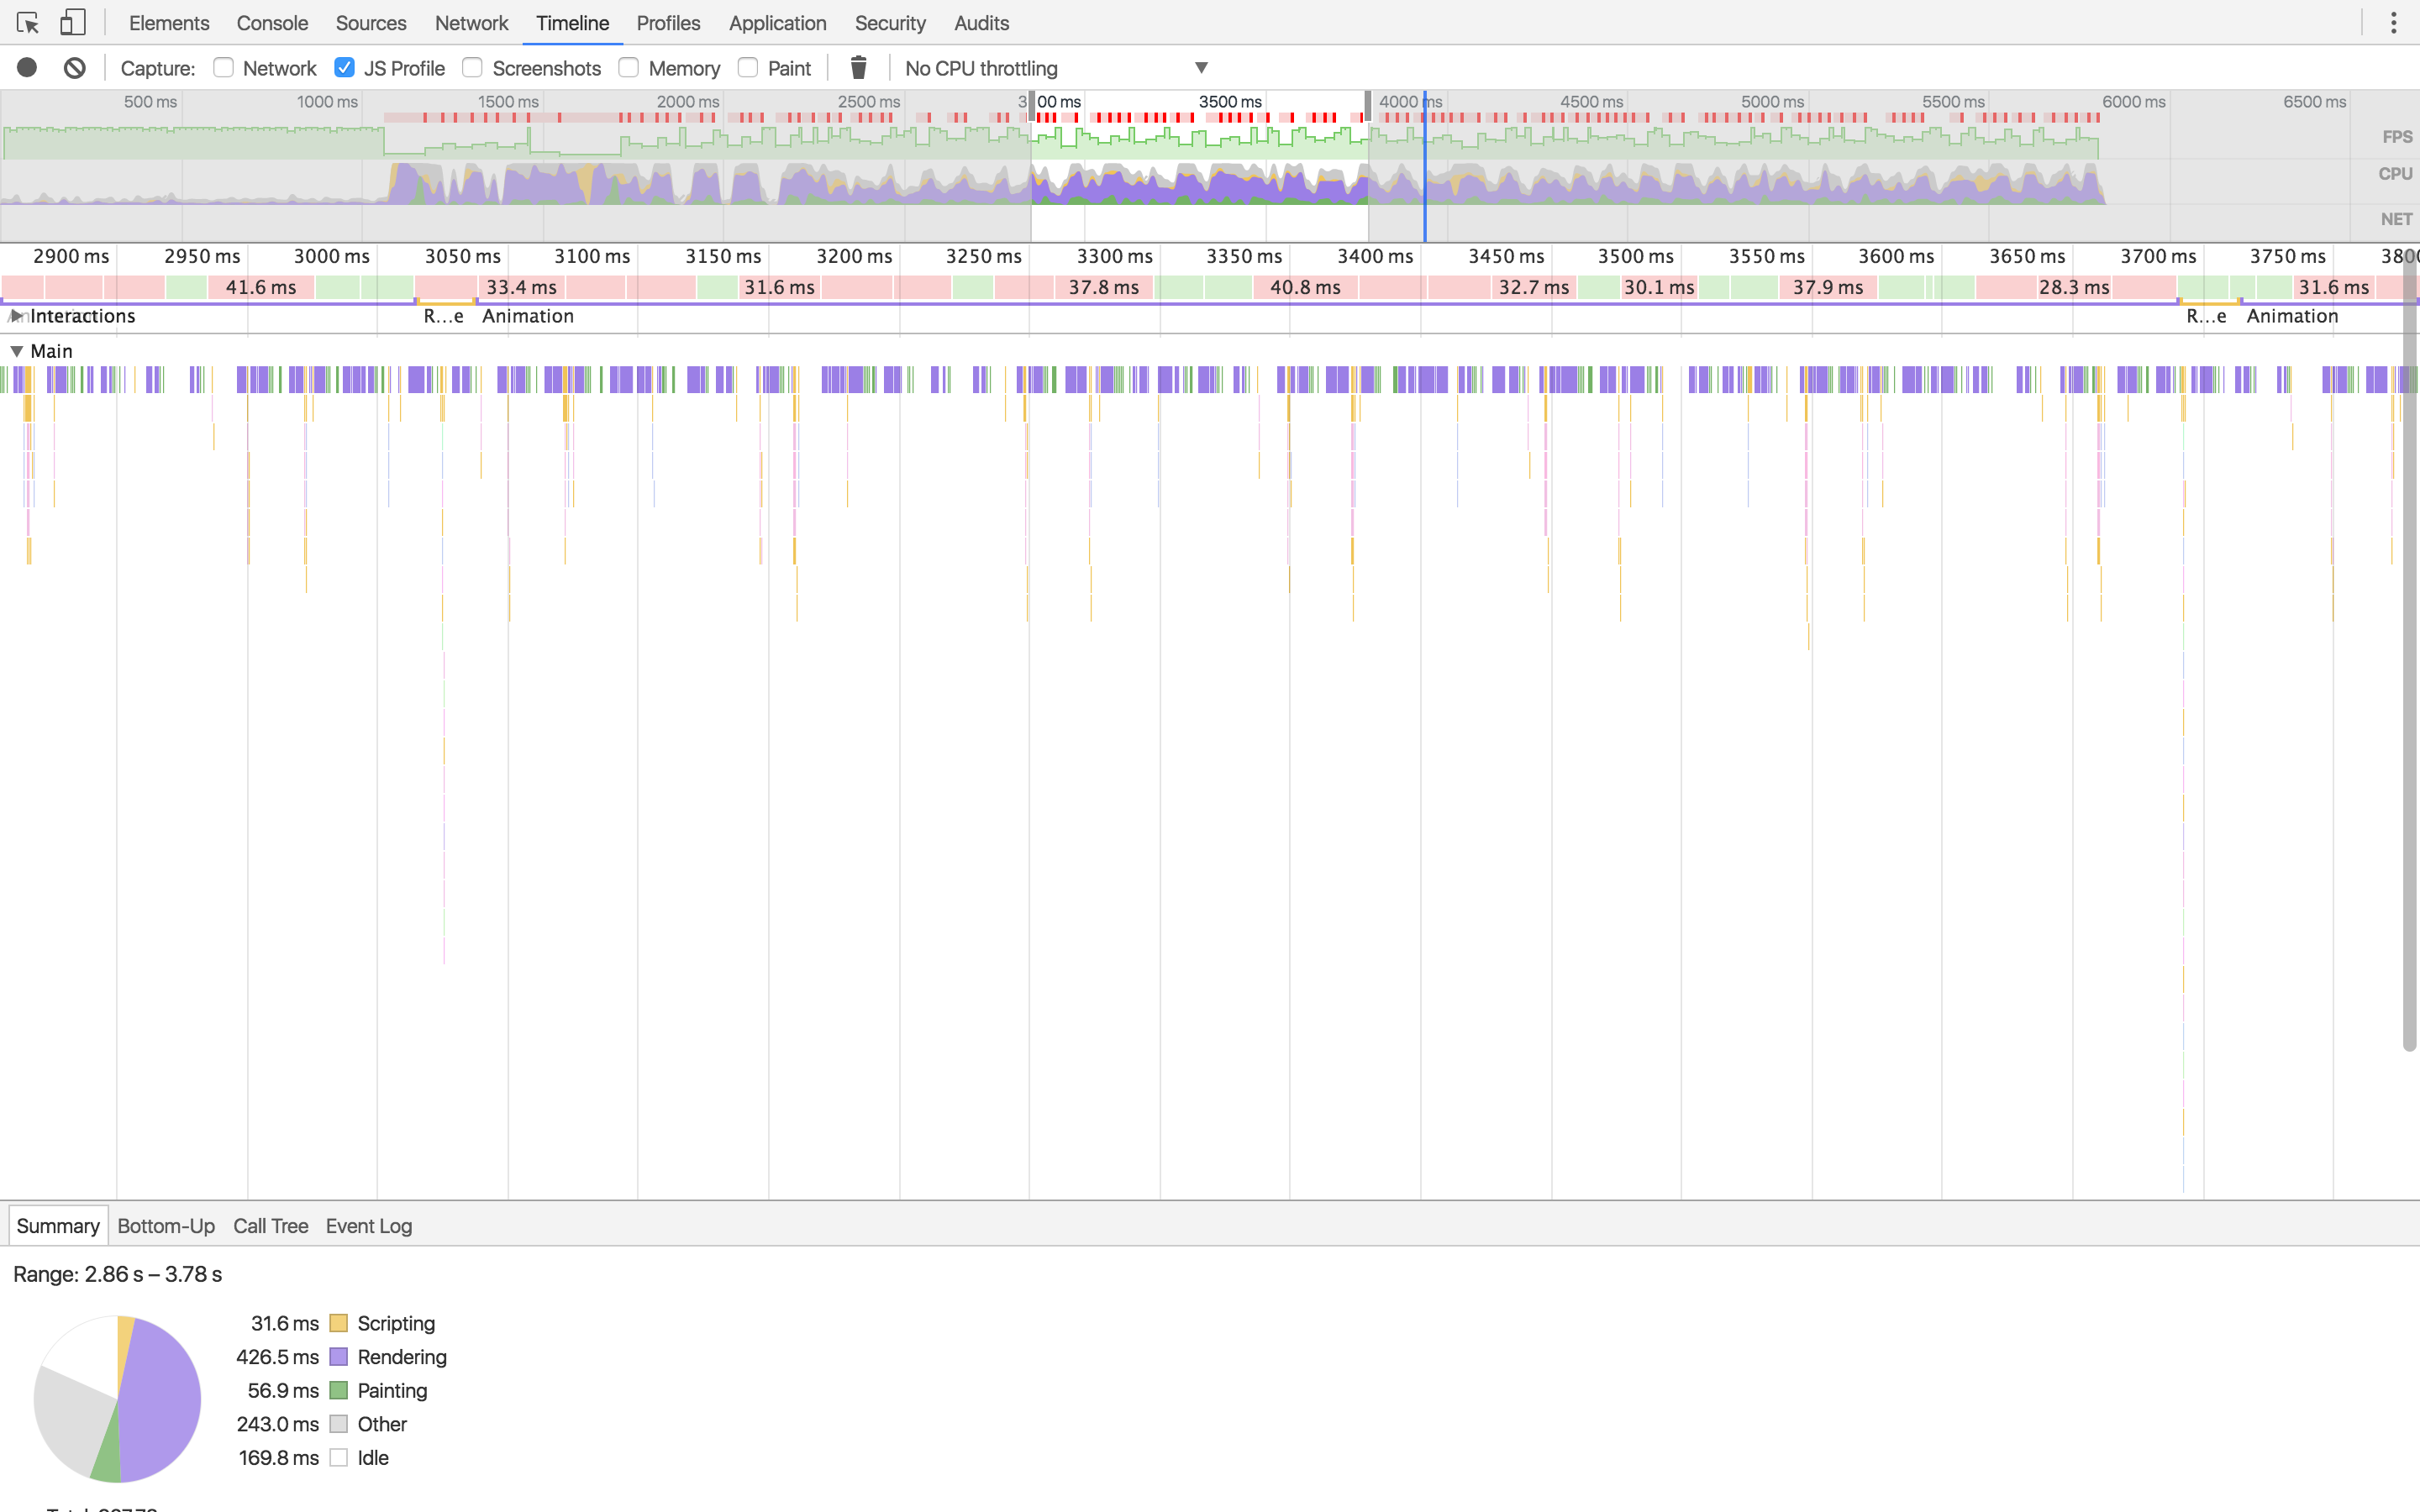 Elements Console Sources Network Timeline Profiles Application Security Audits
Capture: Network JS Profile Screenshots Memory Paint No CPU throttling
500 ms 1000 ms 1500 ms 2000 ms 2500 ms 3 00 ms 3500 ms 4000 ms 4500 ms 5000 ms 5500 ms 6000 ms 6500 ms
FPS
CPU
NET
2900 ms 2950 ms 3000 ms 3050 ms 3100 ms 3150 ms 3200 ms 3250 ms 3300 ms 3350 ms 3400 ms 3450 ms 3500 ms 3550 ms 3600 ms 3650 ms 3700 ms 3750 ms 380
41.6 ms 33.4 ms 31.6 ms 37.8 ms 40.8 ms 32.7 ms 30.1 ms 37.9 ms 28.3 ms 31.6 ms
Interactions R...e Animation R...e Animation
Main
Summary Bottom-Up Call Tree Event Log
Range: 2.86 s – 3.78 s
31.6 ms Scripting
426.5 ms Rendering
56.9 ms Painting
243.0 ms Other
169.8 ms Idle